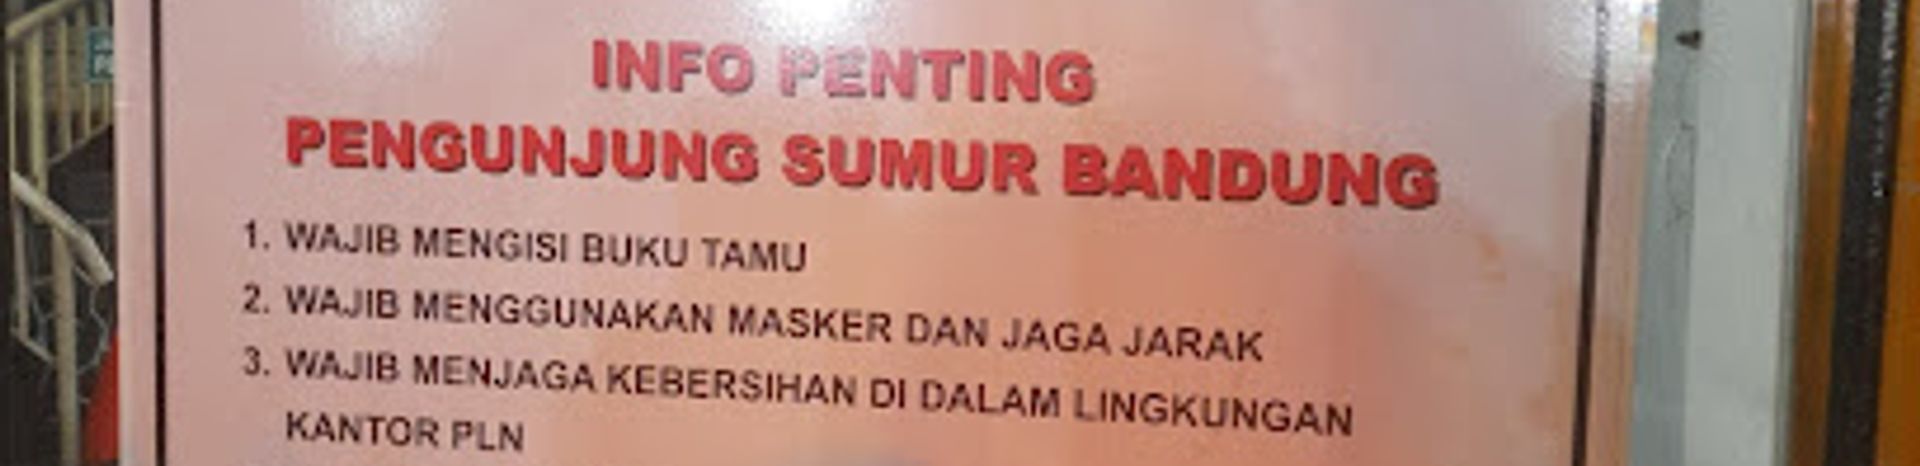 INFO PENTING
PENGUNJUNG SUMUR BANDUNG
1. WAJIB MENGISI BUKU TAMU
2. WAJIB MENGGUNAKAN MASKER DAN JAGA JARAK
3. WAJIB MENJAGA KEBERSIHAN DI DALAM LINGKUNGAN
KANTOR PLN